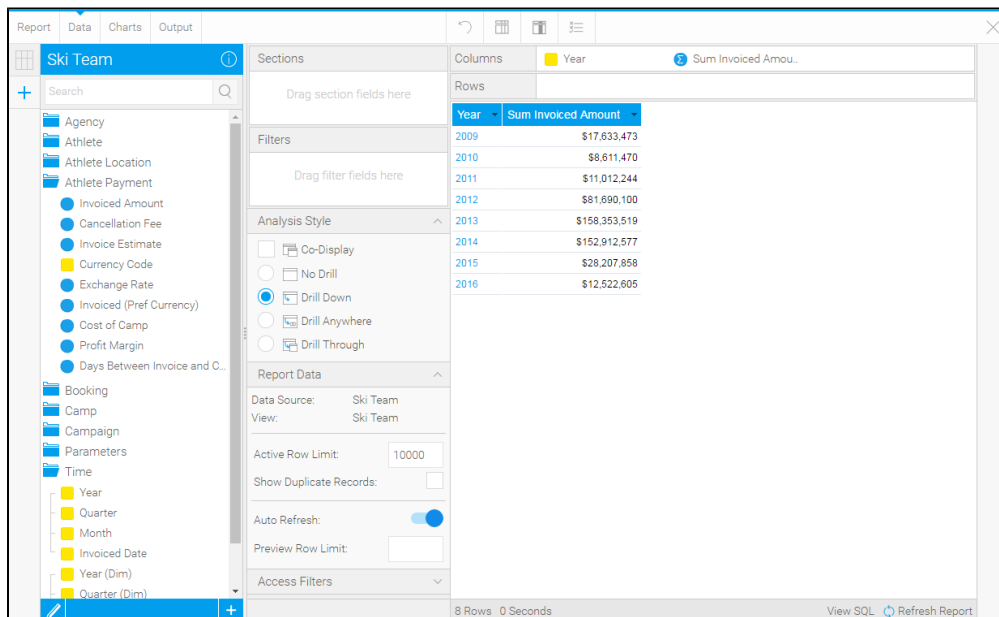 Report Data Charts Output
Ski Team
Search
Agency
Athlete
Athlete Location
Athlete Payment
Invoiced Amount
Cancellation Fee
Invoice Estimate
Currency Code
Exchange Rate
Invoiced (Pref Currency)
Cost of Camp
Profit Margin
Days Between Invoice and C...
Booking
Camp
Campaign
Parameters
Time
Year
Quarter
Month
Invoiced Date
Year (Dim)
Quarter (Dim)
Sections
Drag section fields here
Filters
Drag filter fields here
Analysis Style
Co-Display
No Drill
Drill Down
Drill Anywhere
Drill Through
Report Data
Data Source: Ski Team
View: Ski Team
Active Row Limit: 10000
Show Duplicate Records:
Auto Refresh:
Preview Row Limit:
Access Filters
Columns Year Σ Sum Invoiced Amou..
Rows
Year Sum Invoiced Amount
2009 $17,633,473
2010 $8,611,470
2011 $11,012,244
2012 $81,690,100
2013 $158,353,519
2014 $152,912,577
2015 $28,207,858
2016 $12,522,605
8 Rows 0 Seconds View SQL Refresh Report